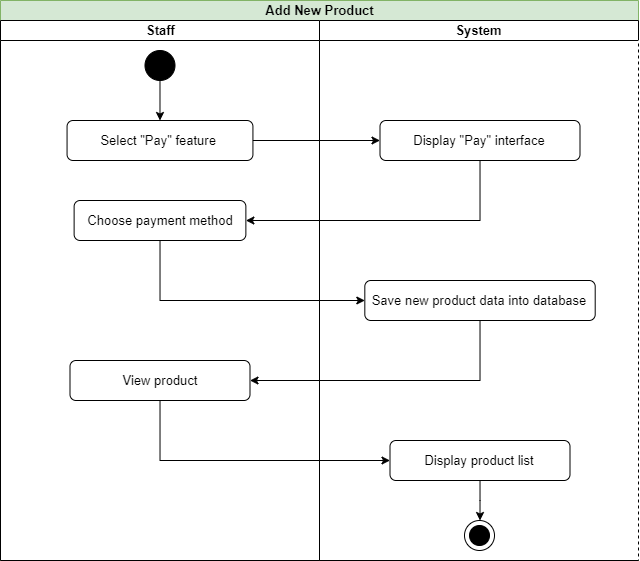 Add New Product
Staff
System
Select "Pay" feature
Display "Pay" interface
Choose payment method
Save new product data into database
View product
Display product list